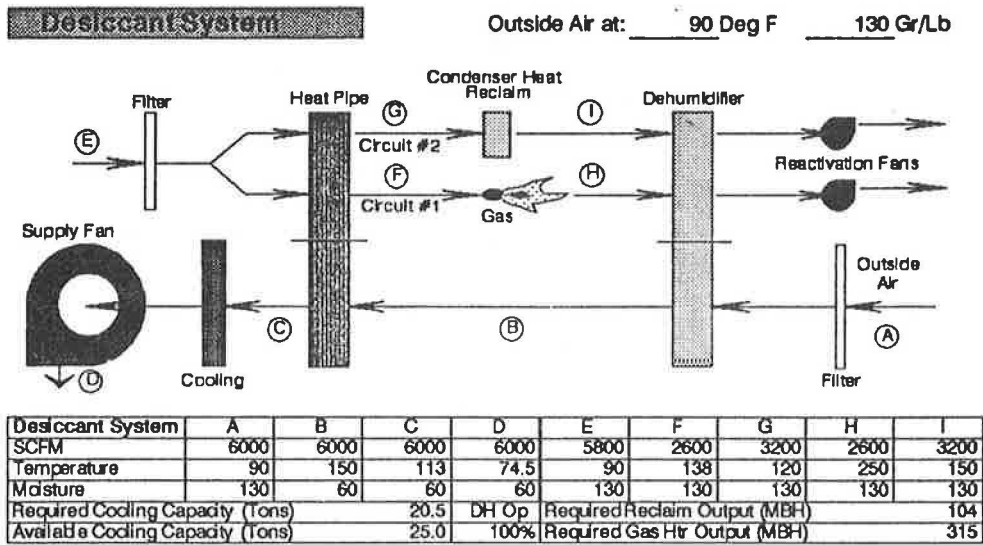 Desiccant System
Outside Air at: 90 Deg F 130 Gr/Lb
Condenser Heat
Reclaim
Filter
Heat Pipe
G
I
Dehumidifier
E
Circuit #2
Reactivation Fans
F
H
Circuit #1
Gas
Supply Fan
Outside
Air
C
B
A
D
Cooling
Filter
Desiccant System A B C D E F G H I
SCFM 6000 6000 6000 6000 5800 2600 3200 2600 3200
Temperature 90 150 113 74.5 90 138 120 250 150
Moisture 130 60 60 60 130 130 130 130 130
Required Cooling Capacity (Tons) 20.5 DH Op Required Reclaim Output (MBH) 104
Available Cooling Capacity (Tons) 25.0 100% Required Gas Htr Output (MBH) 315